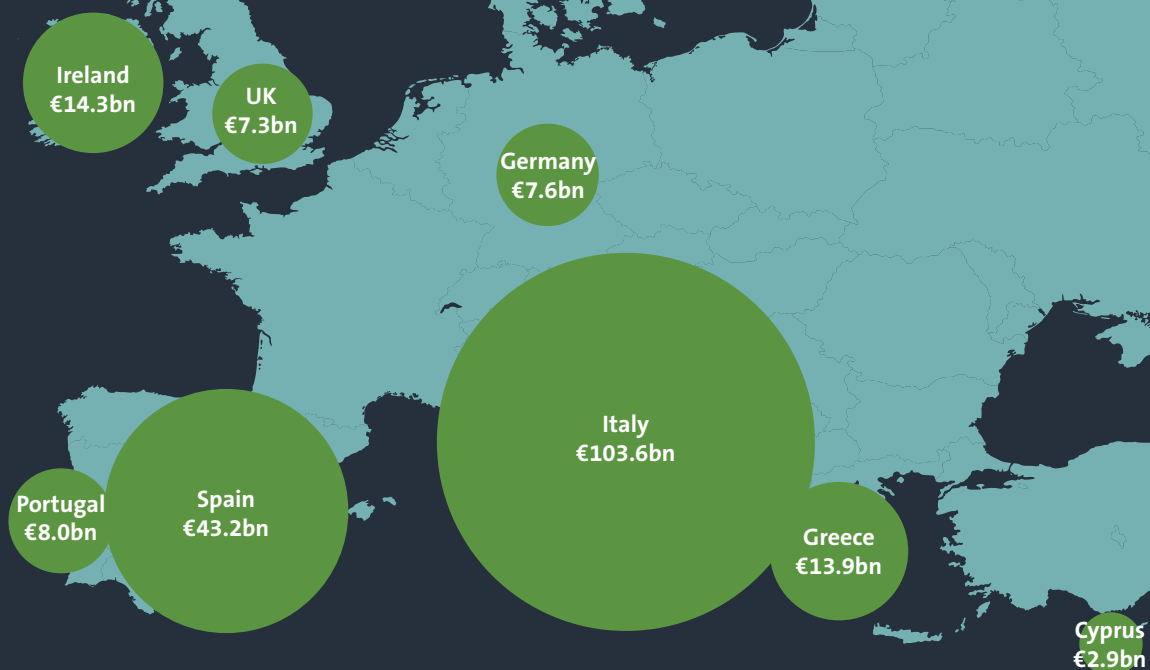 Ireland
€14.3bn
UK
€7.3bn
Germany
€7.6bn
Italy
€103.6bn
Portugal
€8.0bn
Spain
€43.2bn
Greece
€13.9bn
Cyprus
€2.9bn